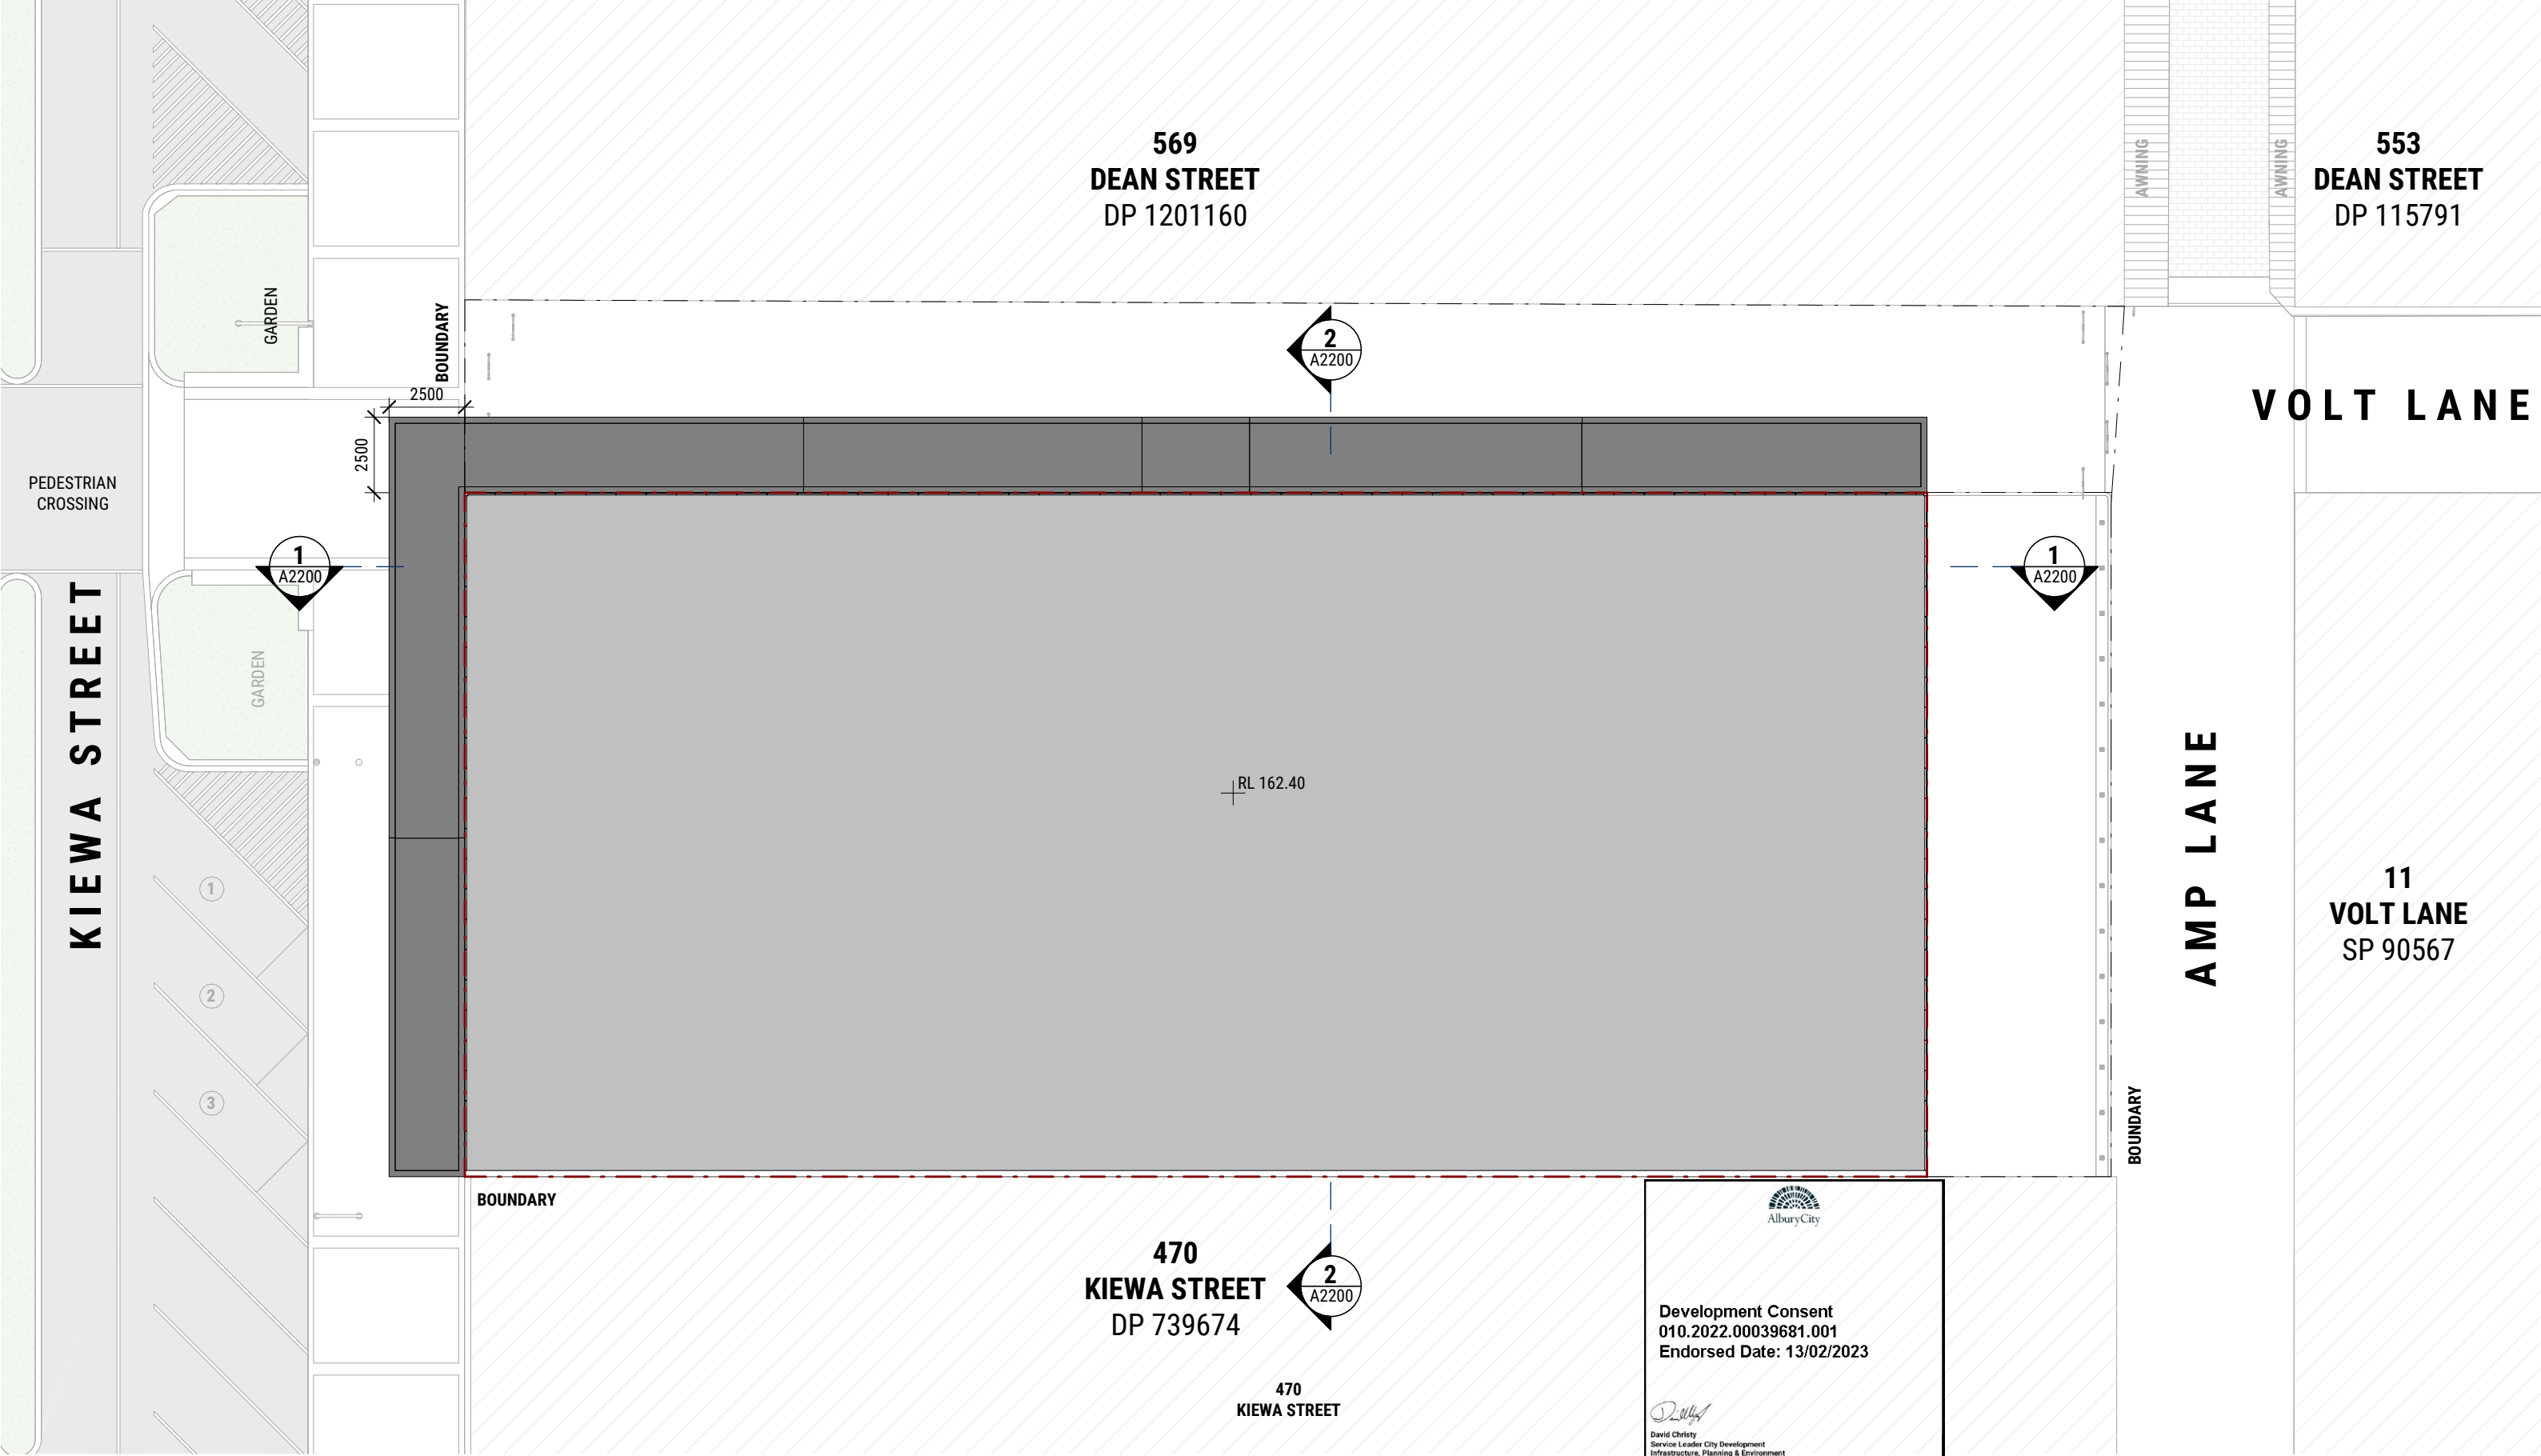 569
DEAN STREET
DP 1201160
553
DEAN STREET
DP 115791
AWNING
AWNING
GARDEN
BOUNDARY
2
A2200
2500
2500
VOLT LANE
PEDESTRIAN
CROSSING
1
A2200
1
A2200
KIEWA STREET
GARDEN
RL 162.40
AMP LANE
1
2
3
11
VOLT LANE
SP 90567
BOUNDARY
BOUNDARY
470
KIEWA STREET
DP 739674
2
A2200
470
KIEWA STREET
AlburyCity
Development Consent
010.2022.00039681.001
Endorsed Date: 13/02/2023
David Christy
Service Leader City Development
Infrastructure, Planning & Environment